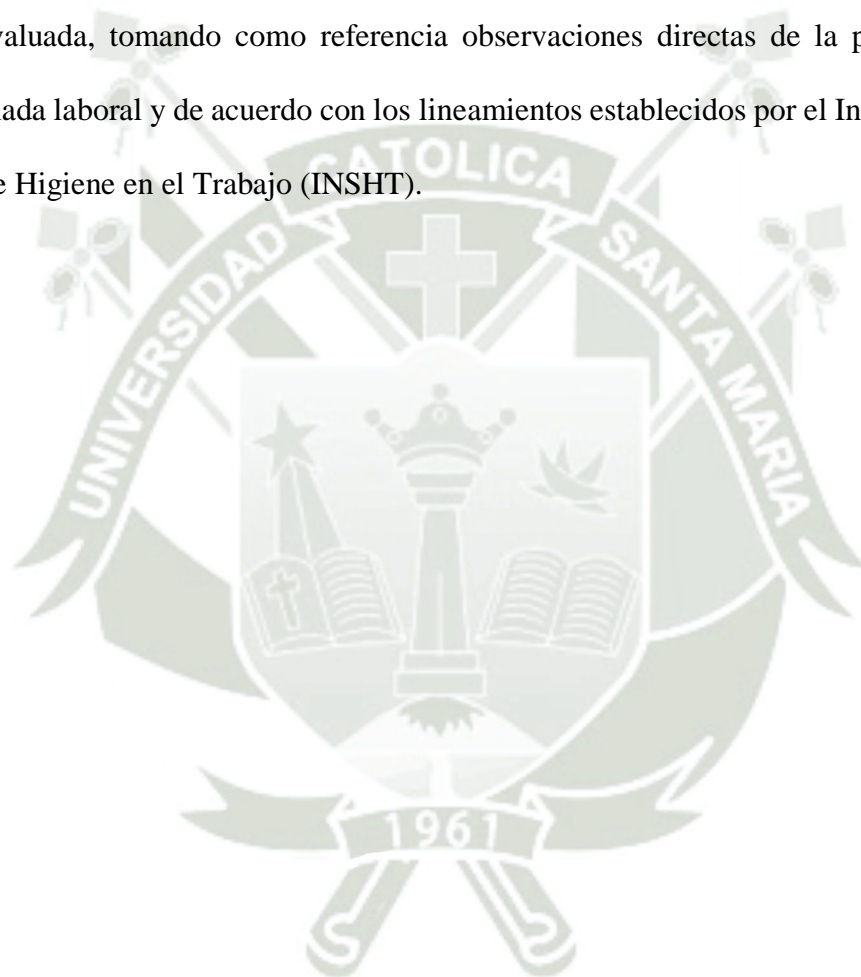 valuada, tomando como referencia observaciones directas de la p
ada laboral y de acuerdo con los lineamientos establecidos por el In
e Higiene en el Trabajo (INSHT).
CATOLICA
UNIVERSIDAD
SANTA MARIA
1961